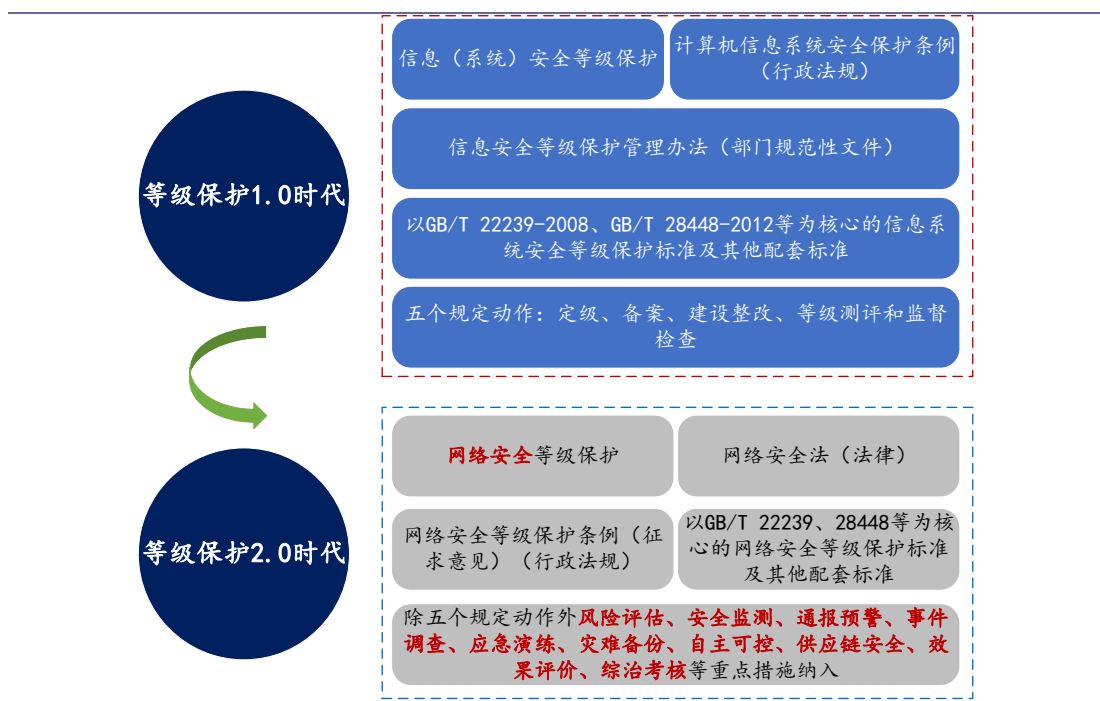 信息（系统）安全等级保护
计算机信息系统安全保护条例
（行政法规）
信息安全等级保护管理办法（部门规范性文件）
等级保护1.0时代
以GB/T 22239-2008、GB/T 28448-2012等为核心的信息系
统安全等级保护标准及其他配套标准
五个规定动作：定级、备案、建设整改、等级测评和监督
检查
网络安全等级保护
网络安全法（法律）
等级保护2.0时代
网络安全等级保护条例（征
求意见）（行政法规）
以GB/T 22239、28448等为核
心的网络安全等级保护标准
及其他配套标准
除五个规定动作外风险评估、安全监测、通报预警、事件
调查、应急演练、灾难备份、自主可控、供应链安全、效
果评价、综治考核等重点措施纳入